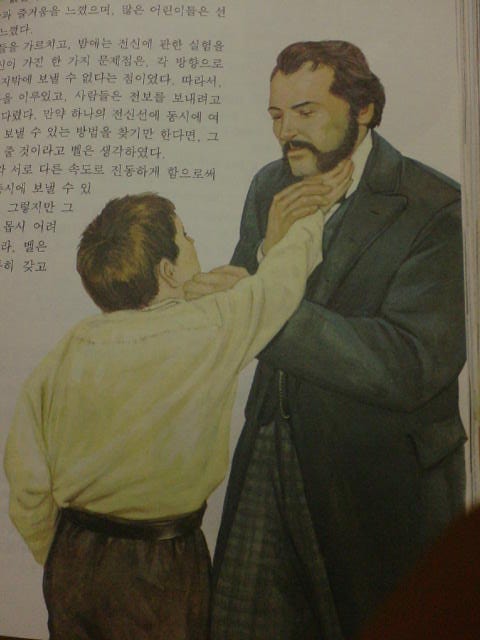 과 즐거움을 느꼈으며, 많은 어린이들은 선
느꼈다.
들을 가르치고, 밤에는 전신에 관한 실험을
신이 가진 한 가지 문제점은, 각 방향으로
지밖에 보낼 수 없다는 점이었다. 따라서,
을 이루었고, 사람들은 전보를 보내려고
다렸다. 만약 하나의 전신선에 동시에 여
보낼 수 있는 방법을 찾기만 한다면, 그
줄 것이라고 벨은 생각하였다.
서로 다른 속도로 진동하게 함으로써
동시에 보낼 수 있
그렇지만 그
몹시 어려
라, 벨은
히 갖고